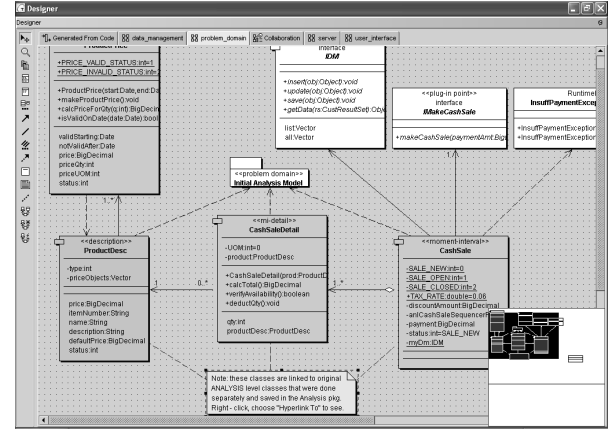 Designer
Designer
Generated From Code
data_management
problem_domain
Collaboration
server
user_interface
+PRICE_VALID_STATUS:int=1
+PRICE_INVALID_STATUS:int=2
+ProductPrice(start:Date,end:Da
+makeProductPrice():void
+calcPriceForQty(q:int):BigDecin
+isValidOnDate(date:Date):bool
validStarting:Date
notValidAfter:Date
price:BigDecimal
priceQty:int
priceUOM:int
status:int
interface
IDM
+insert(obj:Object):void
+update(obj:Object):void
+save(obj:Object):void
+getData(rs:CustResultSet):Obj
list:Vector
all:Vector
<<plug-in point>>
interface
IMakeCashSale
+makeCashSale(paymentAmt:Big
Runtime
InsuffPaymentExcep
+InsuffPaymentException
+InsuffPaymentException
1..*
1
<<problem domain>>
Initial Analysis Model
<<description>>
ProductDesc
-type:int
-priceObjects:Vector
price:BigDecimal
itemNumber:String
name:String
description:String
defaultPrice:BigDecimal
status:int
1
0..*
<<mi-detail>>
CashSaleDetail
-UOM:int=0
-product:ProductDesc
+CashSaleDetail(prod:ProductD
+calcTotal():BigDecimal
+verifyAvailability():boolean
+deductQty():void
qty:int
productDesc:ProductDesc
1..*
<<moment-interval>>
CashSale
-SALE_NEW:int=0
-SALE_OPEN:int=1
-SALE_CLOSED:int=2
+TAX_RATE:double=0.06
-discountAmount:BigDecimal
-payment:BigDecimal
-status:int=SALE_NEW
-myDm:IDM
Note: these classes are linked to original
ANALYSIS level classes that were done
separately and saved in the Analysis pkg.
Right - click, choose "Hyperlink To" to see.